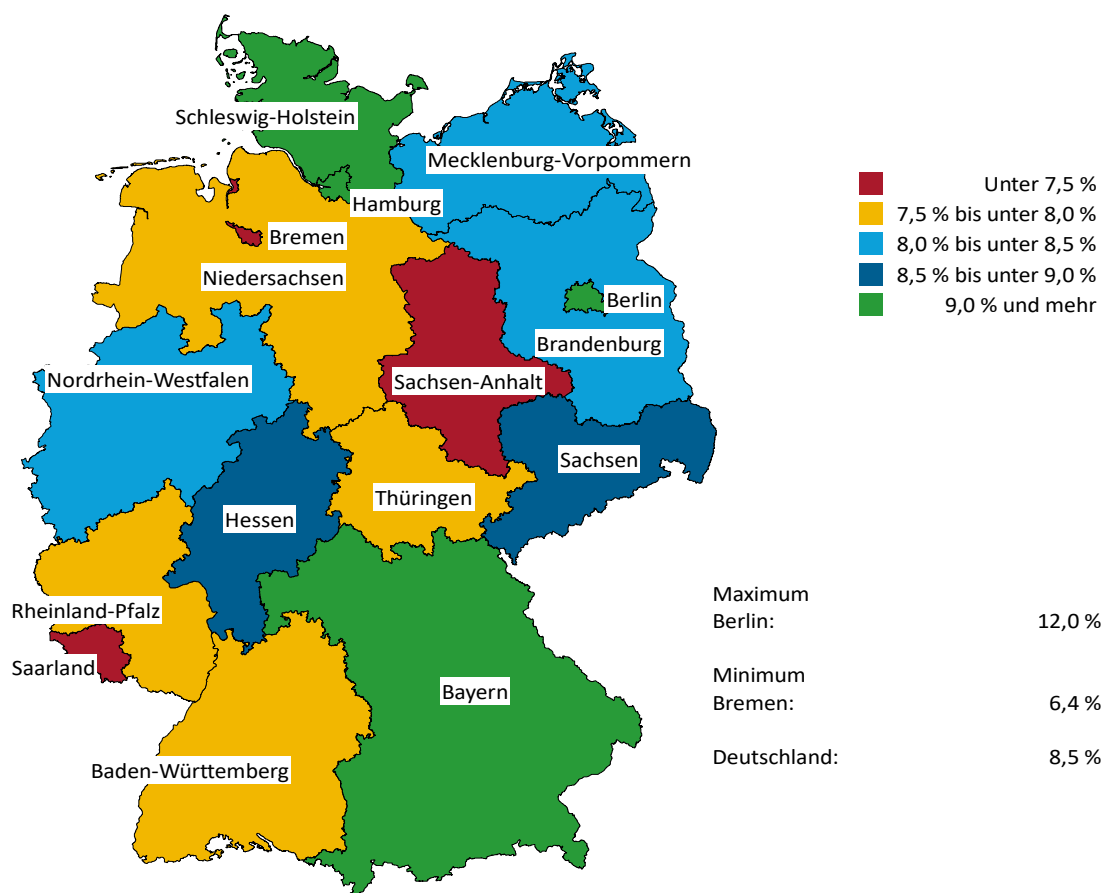 Schleswig-Holstein
Mecklenburg-Vorpommern
Hamburg
Bremen
Niedersachsen
Berlin
Brandenburg
Nordrhein-Westfalen
Sachsen-Anhalt
Sachsen
Thüringen
Hessen
Rheinland-Pfalz
Saarland
Bayern
Baden-Württemberg
Unter 7,5 %
7,5 % bis unter 8,0 %
8,0 % bis unter 8,5 %
8,5 % bis unter 9,0 %
9,0 % und mehr
Maximum
Berlin: 12,0 %
Minimum
Bremen: 6,4 %
Deutschland: 8,5 %